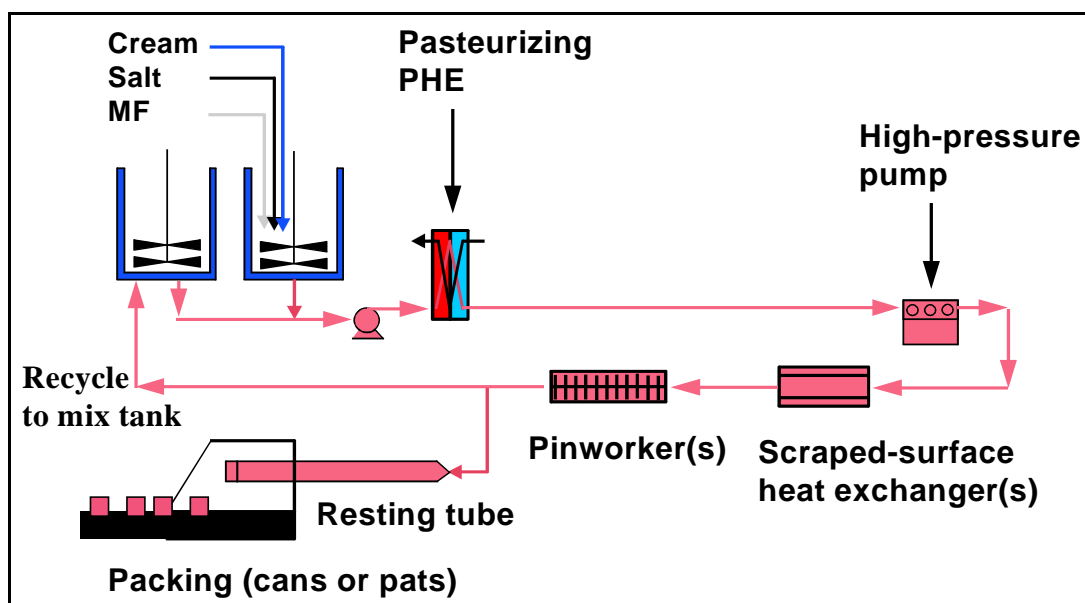 Cream
Salt
MF
Pasteurizing
PHE
High-pressure
pump
Recycle
to mix tank
Pinworker(s)
Scraped-surface
heat exchanger(s)
Resting tube
Packing (cans or pats)